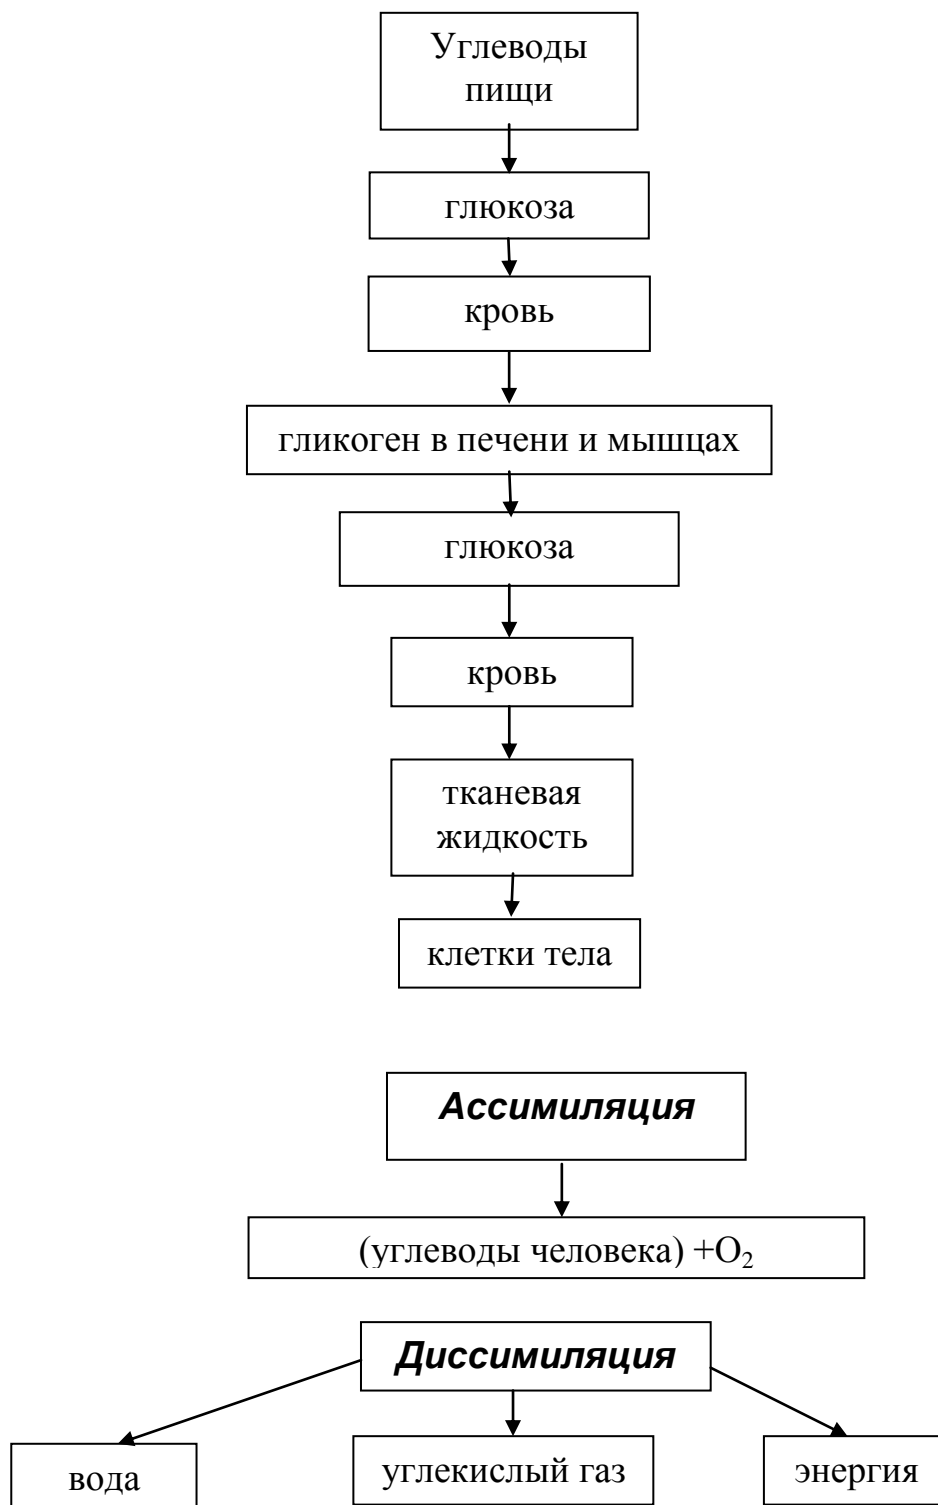 Углеводы
пищи
глюкоза
кровь
гликоген в печени и мышцах
глюкоза
кровь
тканевая
жидкость
клетки тела
Ассимиляция
(углеводы человека) +O₂
Диссимиляция
вода
углекислый газ
энергия